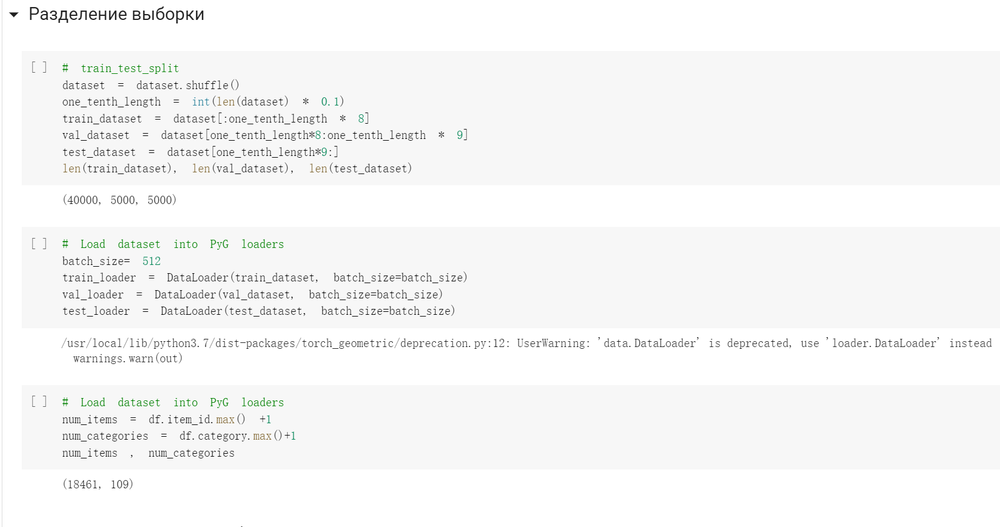 Разделение выборки
[ ] # train_test_split
dataset = dataset.shuffle()
one_tenth_length = int(len(dataset) * 0.1)
train_dataset = dataset[:one_tenth_length * 8]
val_dataset = dataset[one_tenth_length*8:one_tenth_length * 9]
test_dataset = dataset[one_tenth_length*9:]
len(train_dataset), len(val_dataset), len(test_dataset)
(40000, 5000, 5000)
[ ] # Load dataset into PyG loaders
batch_size= 512
train_loader = DataLoader(train_dataset, batch_size=batch_size)
val_loader = DataLoader(val_dataset, batch_size=batch_size)
test_loader = DataLoader(test_dataset, batch_size=batch_size)
/usr/local/lib/python3.7/dist-packages/torch_geometric/deprecation.py:12: UserWarning: 'data.DataLoader' is deprecated, use 'loader.DataLoader' instead
warnings.warn(out)
[ ] # Load dataset into PyG loaders
num_items = df.item_id.max() +1
num_categories = df.category.max()+1
num_items , num_categories
(18461, 109)